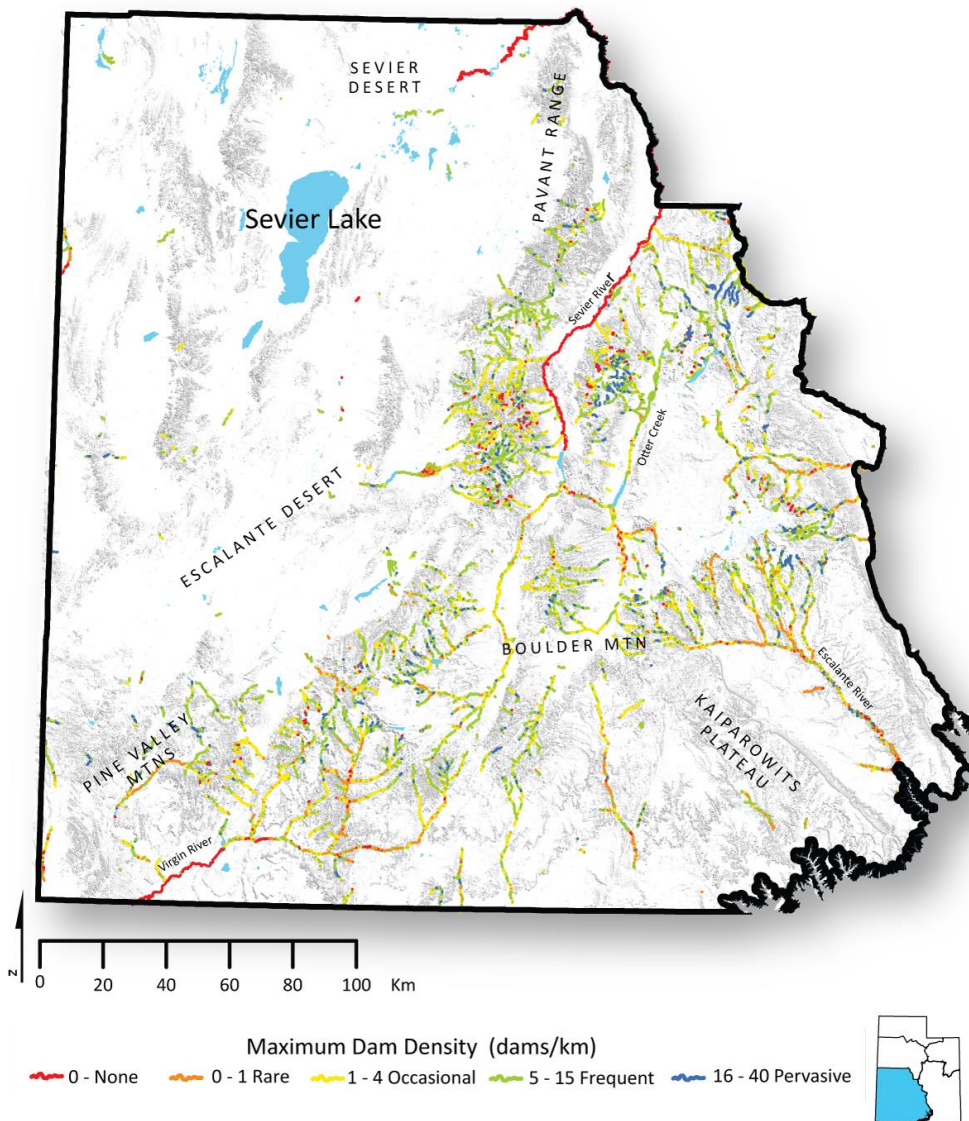 SEVIER
DESERT
PAVANT RANGE
Sevier Lake
Sevier River
Otter Creek
ESCALANTE DESERT
BOULDER MTN
Escalante River
KAIPAROWITS
PLATEAU
PINE VALLEY
MTNS
Virgin River
N
0 20 40 60 80 100 Km
Maximum Dam Density (dams/km)
0 - None 0 - 1 Rare 1 - 4 Occasional 5 - 15 Frequent 16 - 40 Pervasive